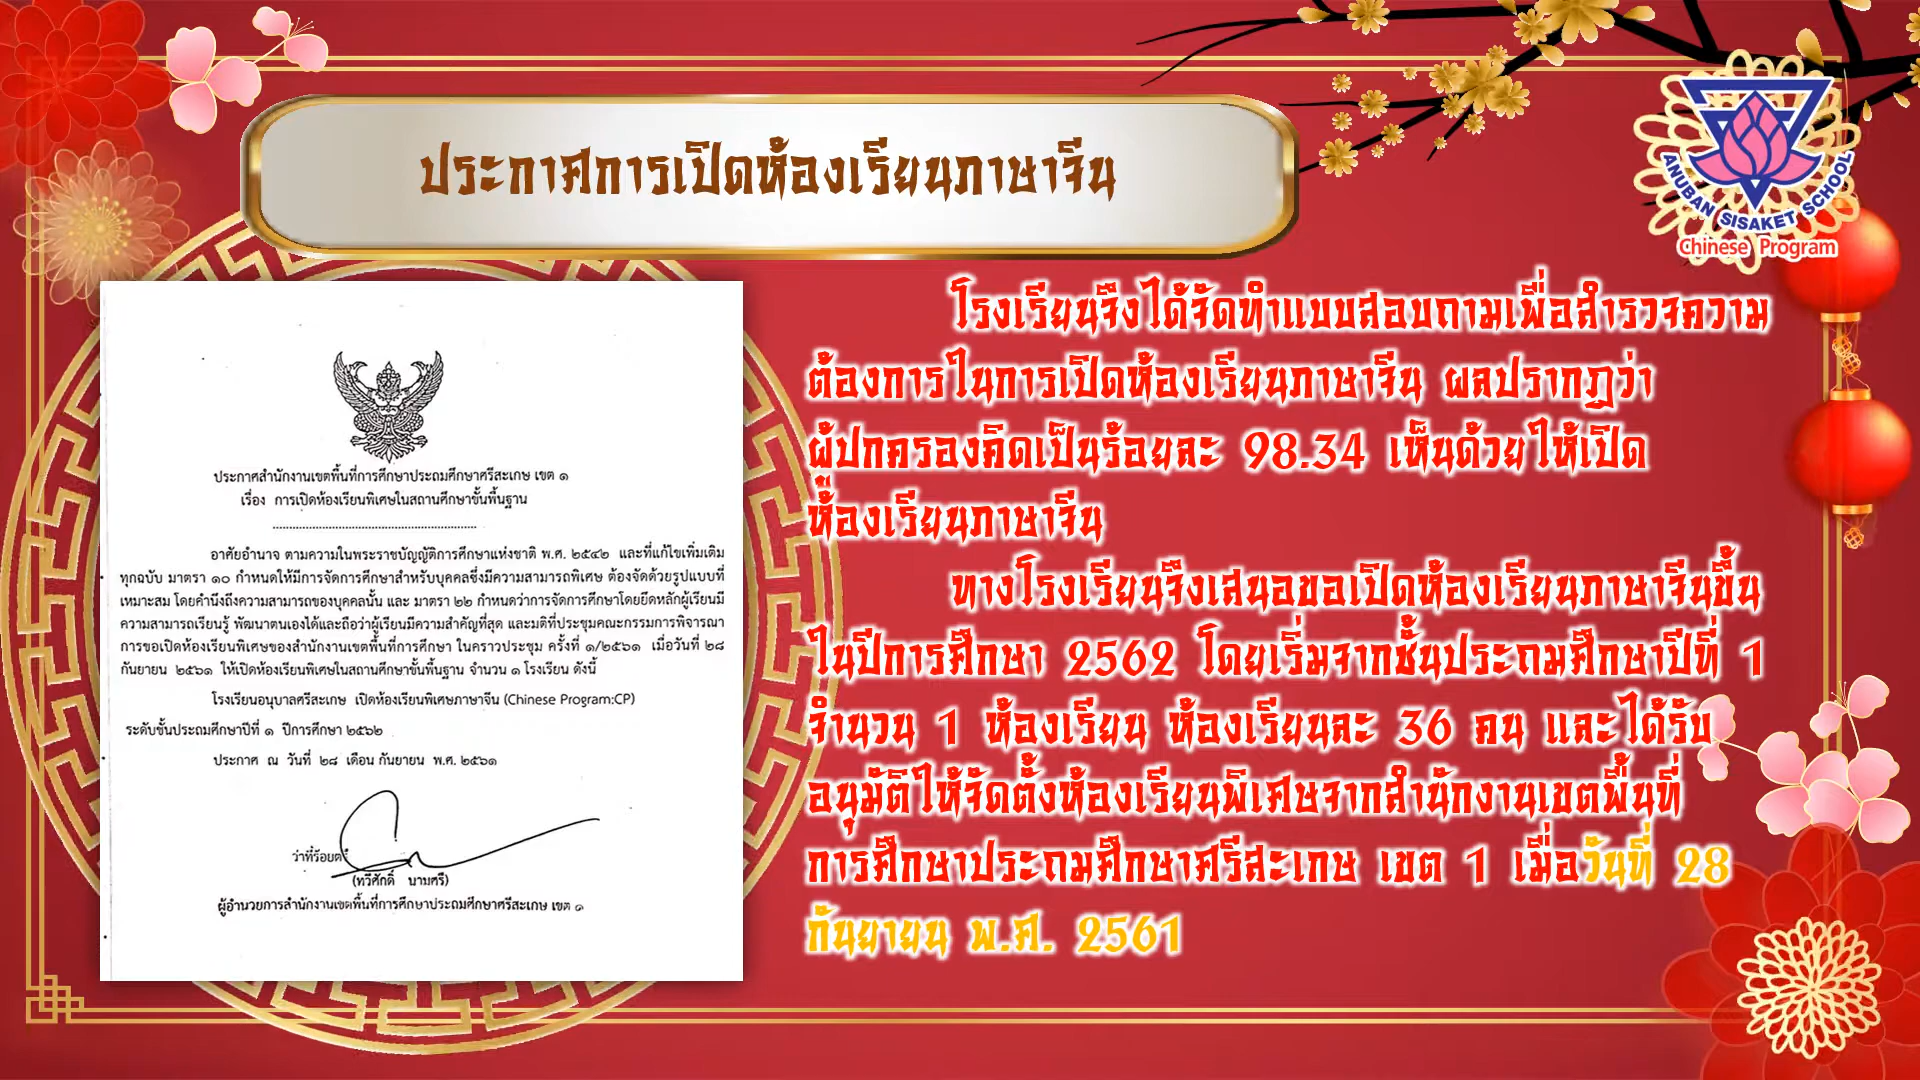 ประกาศการเปิดห้องเรียนภาษาจีน
ANUBAN SISAKET SCHOOL
Chinese Program
ประกาศสำนักงานเขตพื้นที่การศึกษาประถมศึกษาศรีสะเกษ เขต ๑
เรื่อง การเปิดห้องเรียนพิเศษในสถานศึกษาขั้นพื้นฐาน
อาศัยอำนาจ ตามความในพระราชบัญญัติการศึกษาแห่งชาติ พ.ศ. ๒๕๔๒ และที่แก้ไขเพิ่มเติม
ทุกฉบับ มาตรา ๑๐ กำหนดให้มีการจัดการศึกษาสำหรับบุคคลซึ่งมีความสามารถพิเศษ ต้องจัดด้วยรูปแบบที่
เหมาะสม โดยคำนึงถึงความสามารถของบุคคลนั้น และ มาตรา ๒๒ กำหนดว่าการจัดการศึกษาโดยยึดหลักผู้เรียนมี
ความสามารถเรียนรู้ พัฒนาตนเองได้และถือว่าผู้เรียนมีความสำคัญที่สุด และมติที่ประชุมคณะกรรมการพิจารณา
การขอเปิดห้องเรียนพิเศษของสำนักงานเขตพื้นที่การศึกษา ในคราวประชุม ครั้งที่ ๑/๒๕๖๑ เมื่อวันที่ ๒๘
กันยายน ๒๕๖๑ ให้เปิดห้องเรียนพิเศษในสถานศึกษาขั้นพื้นฐาน จำนวน ๑ โรงเรียน ดังนี้
โรงเรียนอนุบาลศรีสะเกษ เปิดห้องเรียนพิเศษภาษาจีน (Chinese Program:CP)
ระดับชั้นประถมศึกษาปีที่ ๑ ปีการศึกษา ๒๕๖๒
ประกาศ ณ วันที่ ๒๘ เดือน กันยายน พ.ศ. ๒๕๖๑
ว่าที่ร้อยตรี
(ทวีศักดิ์ นามศรี)
ผู้อำนวยการสำนักงานเขตพื้นที่การศึกษาประถมศึกษาศรีสะเกษ เขต ๑
โรงเรียนจึงได้จัดทำแบบสอบถามเพื่อสำรวจความ
ต้องการในการเปิดห้องเรียนภาษาจีน ผลปรากฏว่า
ผู้ปกครองคิดเป็นร้อยละ 98.34 เห็นด้วยให้เปิด
ห้องเรียนภาษาจีน
ทางโรงเรียนจึงเสนอขอเปิดห้องเรียนภาษาจีนขึ้น
ในปีการศึกษา 2562 โดยเริ่มจากชั้นประถมศึกษาปีที่ 1
จำนวน 1 ห้องเรียน ห้องเรียนละ 36 คน และได้รับ
อนุมัติให้จัดตั้งห้องเรียนพิเศษจากสำนักงานเขตพื้นที่
การศึกษาประถมศึกษาศรีสะเกษ เขต 1 เมื่อวันที่ 28
กันยายน พ.ศ. 2561